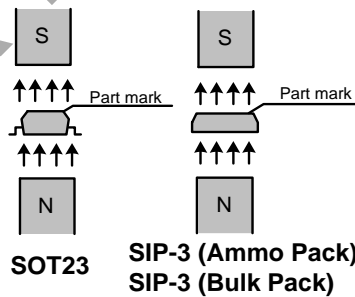 S
S
Part mark
Part mark
N
N
SOT23
SIP-3 (Ammo Pack)
SIP-3 (Bulk Pack)